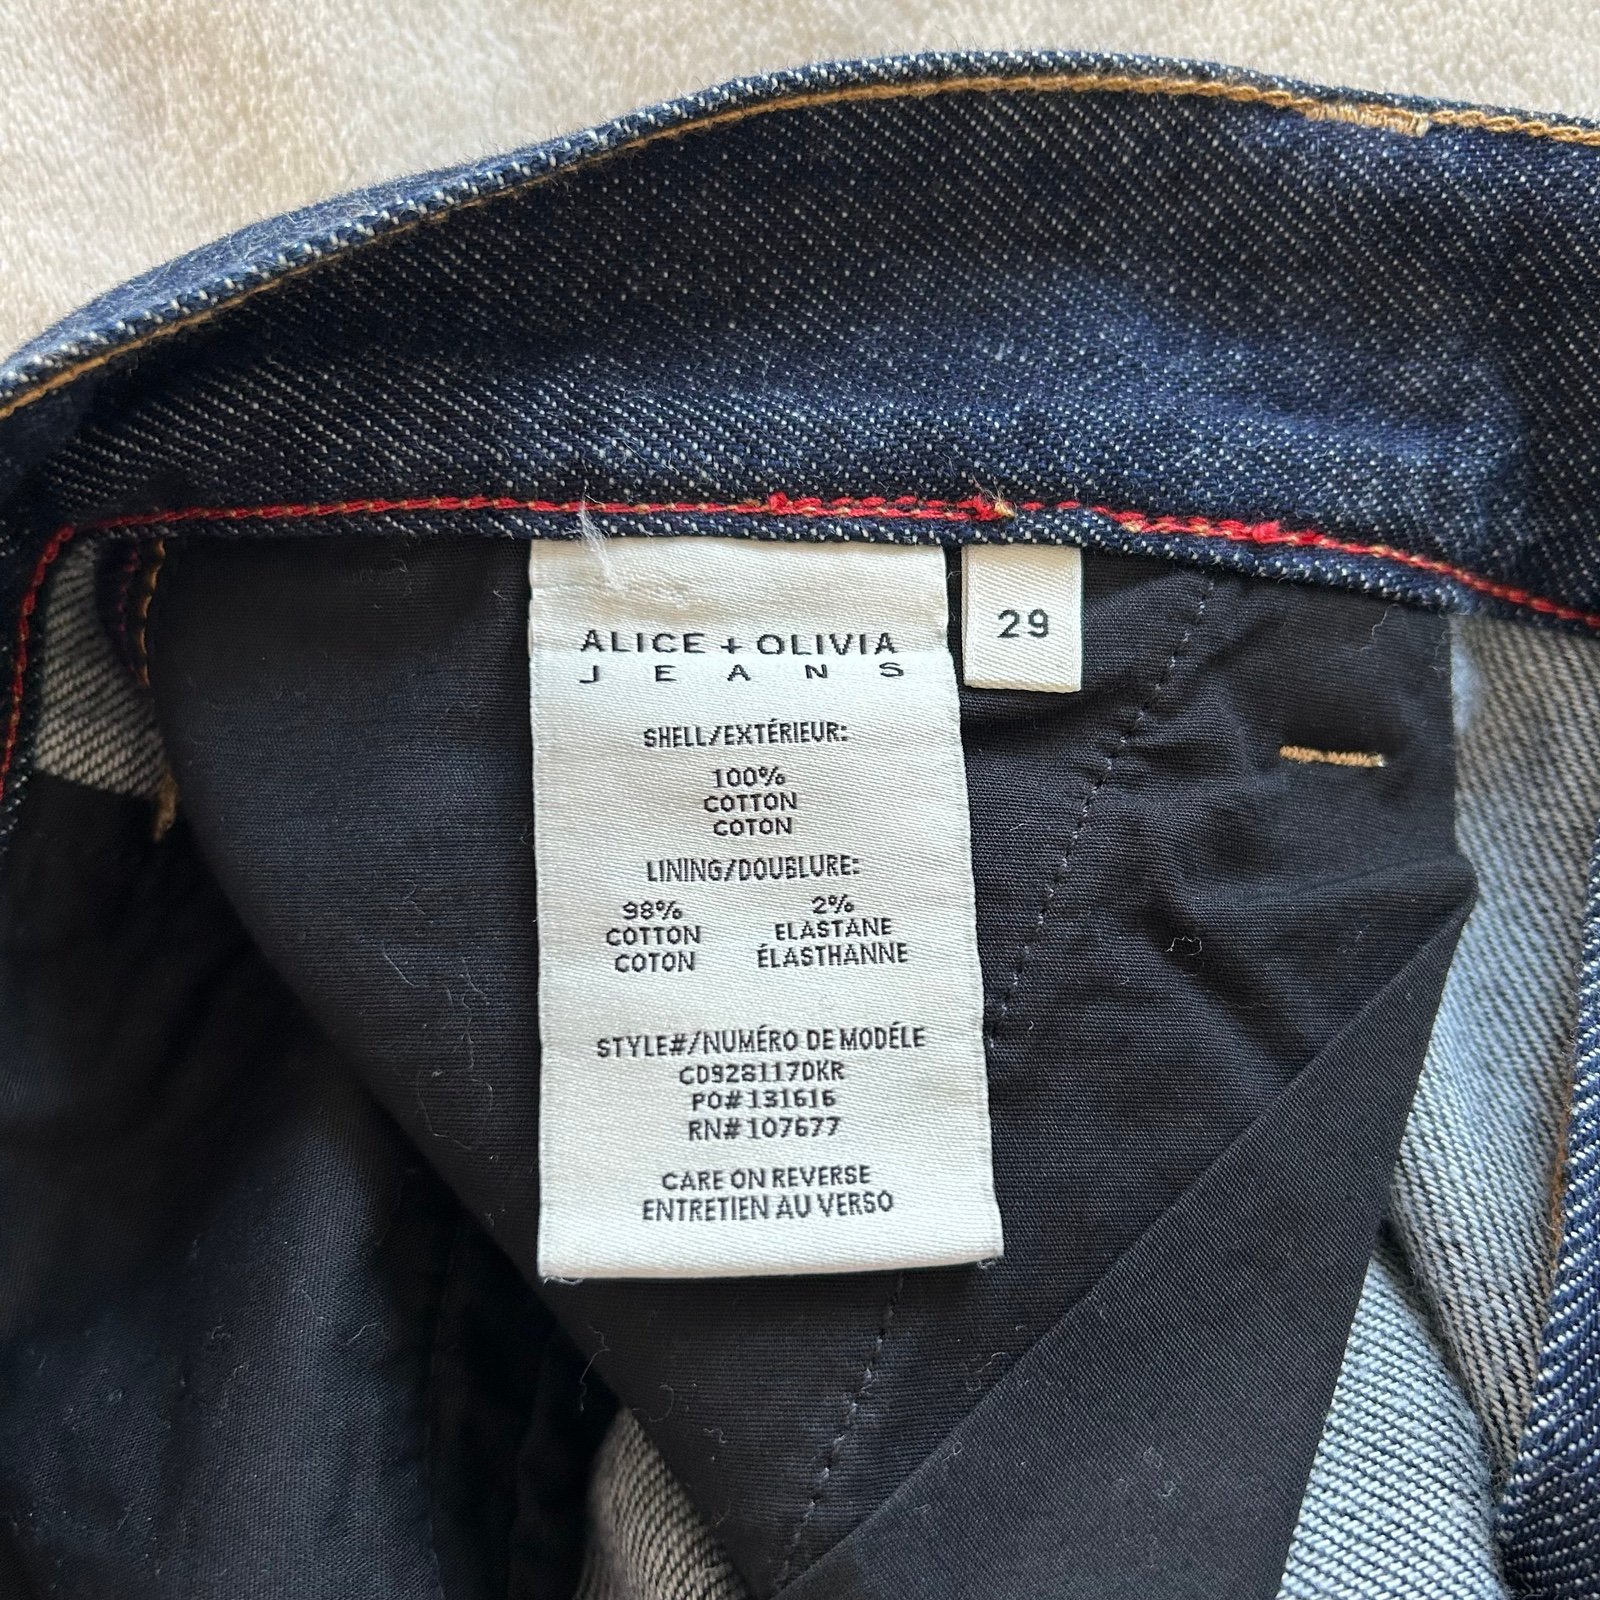 ALICE + OLIVIA
JEANS
29
SHELL/EXTÉRIEUR:
100%
COTTON
COTON
LINING/DOUBLURE:
98% 2%
COTTON ELASTANE
COTON ÉLASTHANNE
STYLE#/NUMÉRO DE MODÉLE
CD928117DKR
PO#131616
RN#107677
CARE ON REVERSE
ENTRETIEN AU VERSO